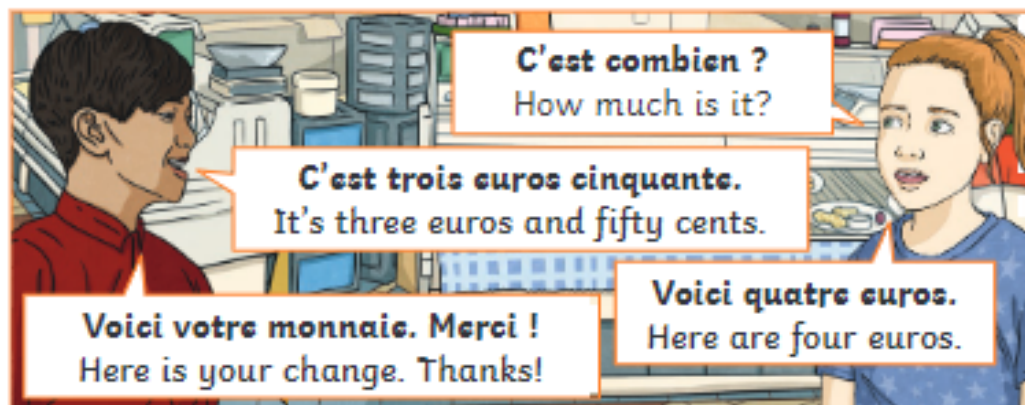 C'est combien ?
How much is it?
C'est trois euros cinquante.
It's three euros and fifty cents.
Voici quatre euros.
Here are four euros.
Voici votre monnaie. Merci !
Here is your change. Thanks!